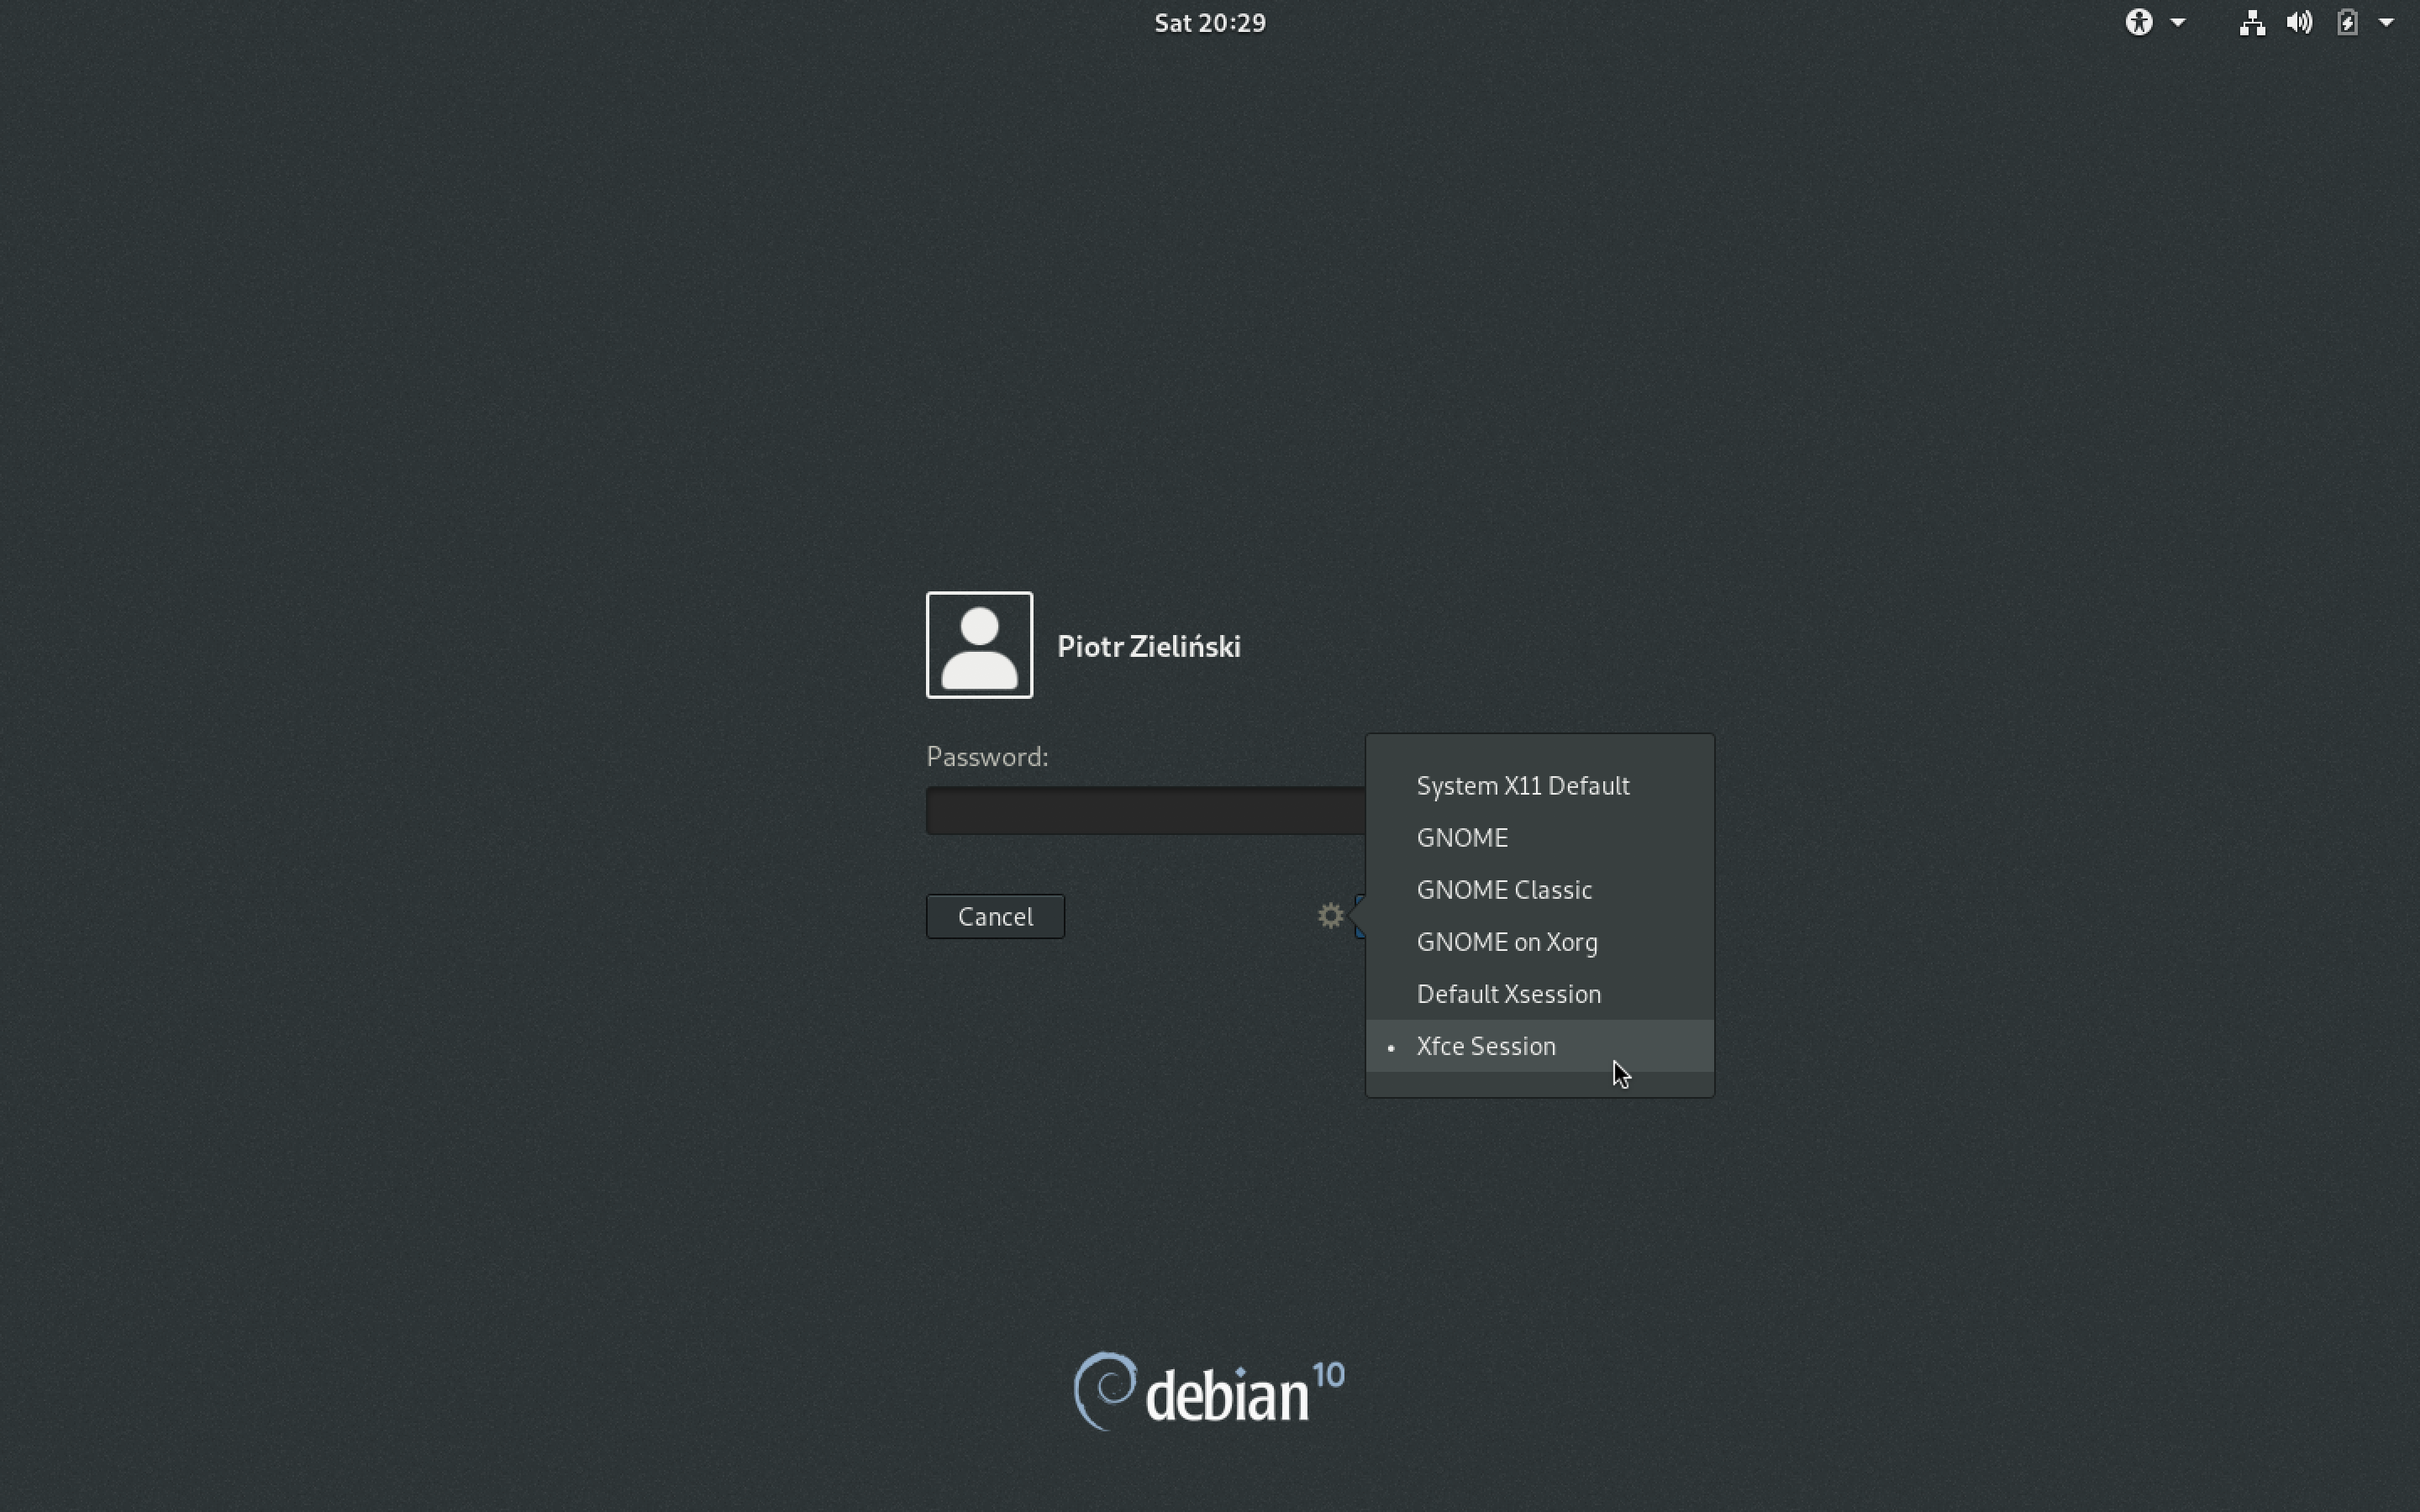 Sat 20:29
Piotr Zieliński
Password:
System X11 Default
GNOME
GNOME Classic
GNOME on Xorg
Default Xsession
Xfce Session
Cancel
debian 10